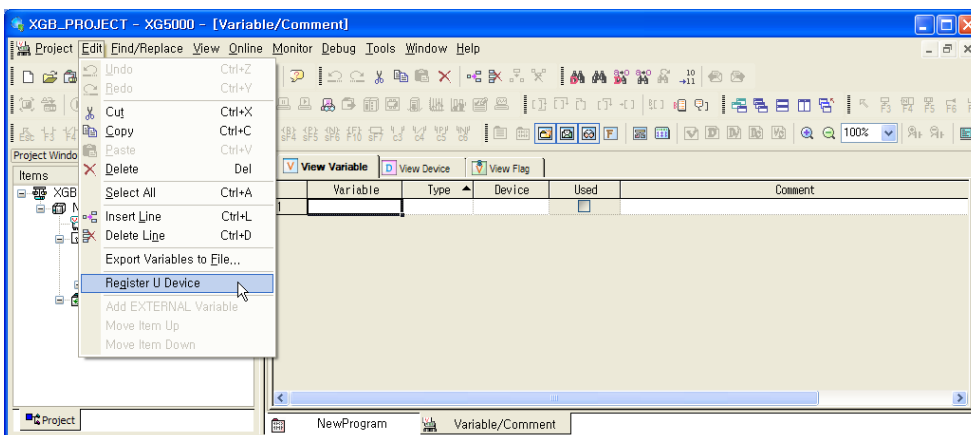 XGB_PROJECT - XG5000 - [Variable/Comment]
Project Edit Find/Replace View Online Monitor Debug Tools Window Help
Undo Ctrl+Z
Redo Ctrl+Y
Cut Ctrl+X
Copy Ctrl+C
Paste Ctrl+V
Delete Del
Select All Ctrl+A
Insert Line Ctrl+L
Delete Line Ctrl+D
Export Variables to File...
Register U Device
Add EXTERNAL Variable
Move Item Up
Move Item Down
100%
Project Windo
Items
XGB
View Variable View Device View Flag
Variable Type Device Used Comment
1
Project
NewProgram Variable/Comment